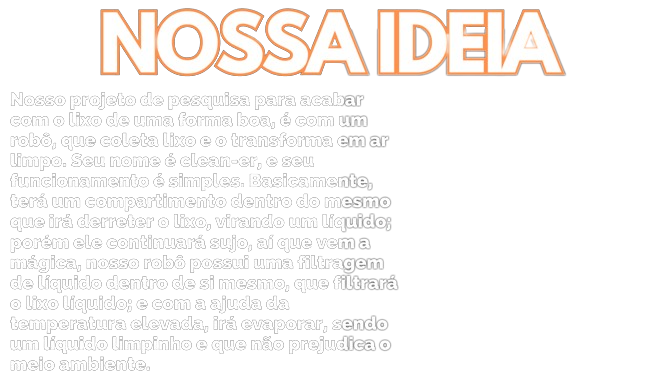 NOSSA IDEIA
Nosso projeto de pesquisa para acabar
com o lixo de uma forma boa, é com um
robô, que coleta lixo e o transforma em ar
limpo. Seu nome é clean-er, e seu
funcionamento é simples. Basicamente,
terá um compartimento dentro do mesmo
que irá derreter o lixo, virando um líquido;
porém ele continuará sujo, aí que vem a
mágica, nosso robô possui uma filtragem
de líquido dentro de si mesmo, que filtrará
o lixo líquido; e com a ajuda da
temperatura elevada, irá evaporar, sendo
um líquido limpinho e que não prejudica o
meio ambiente.